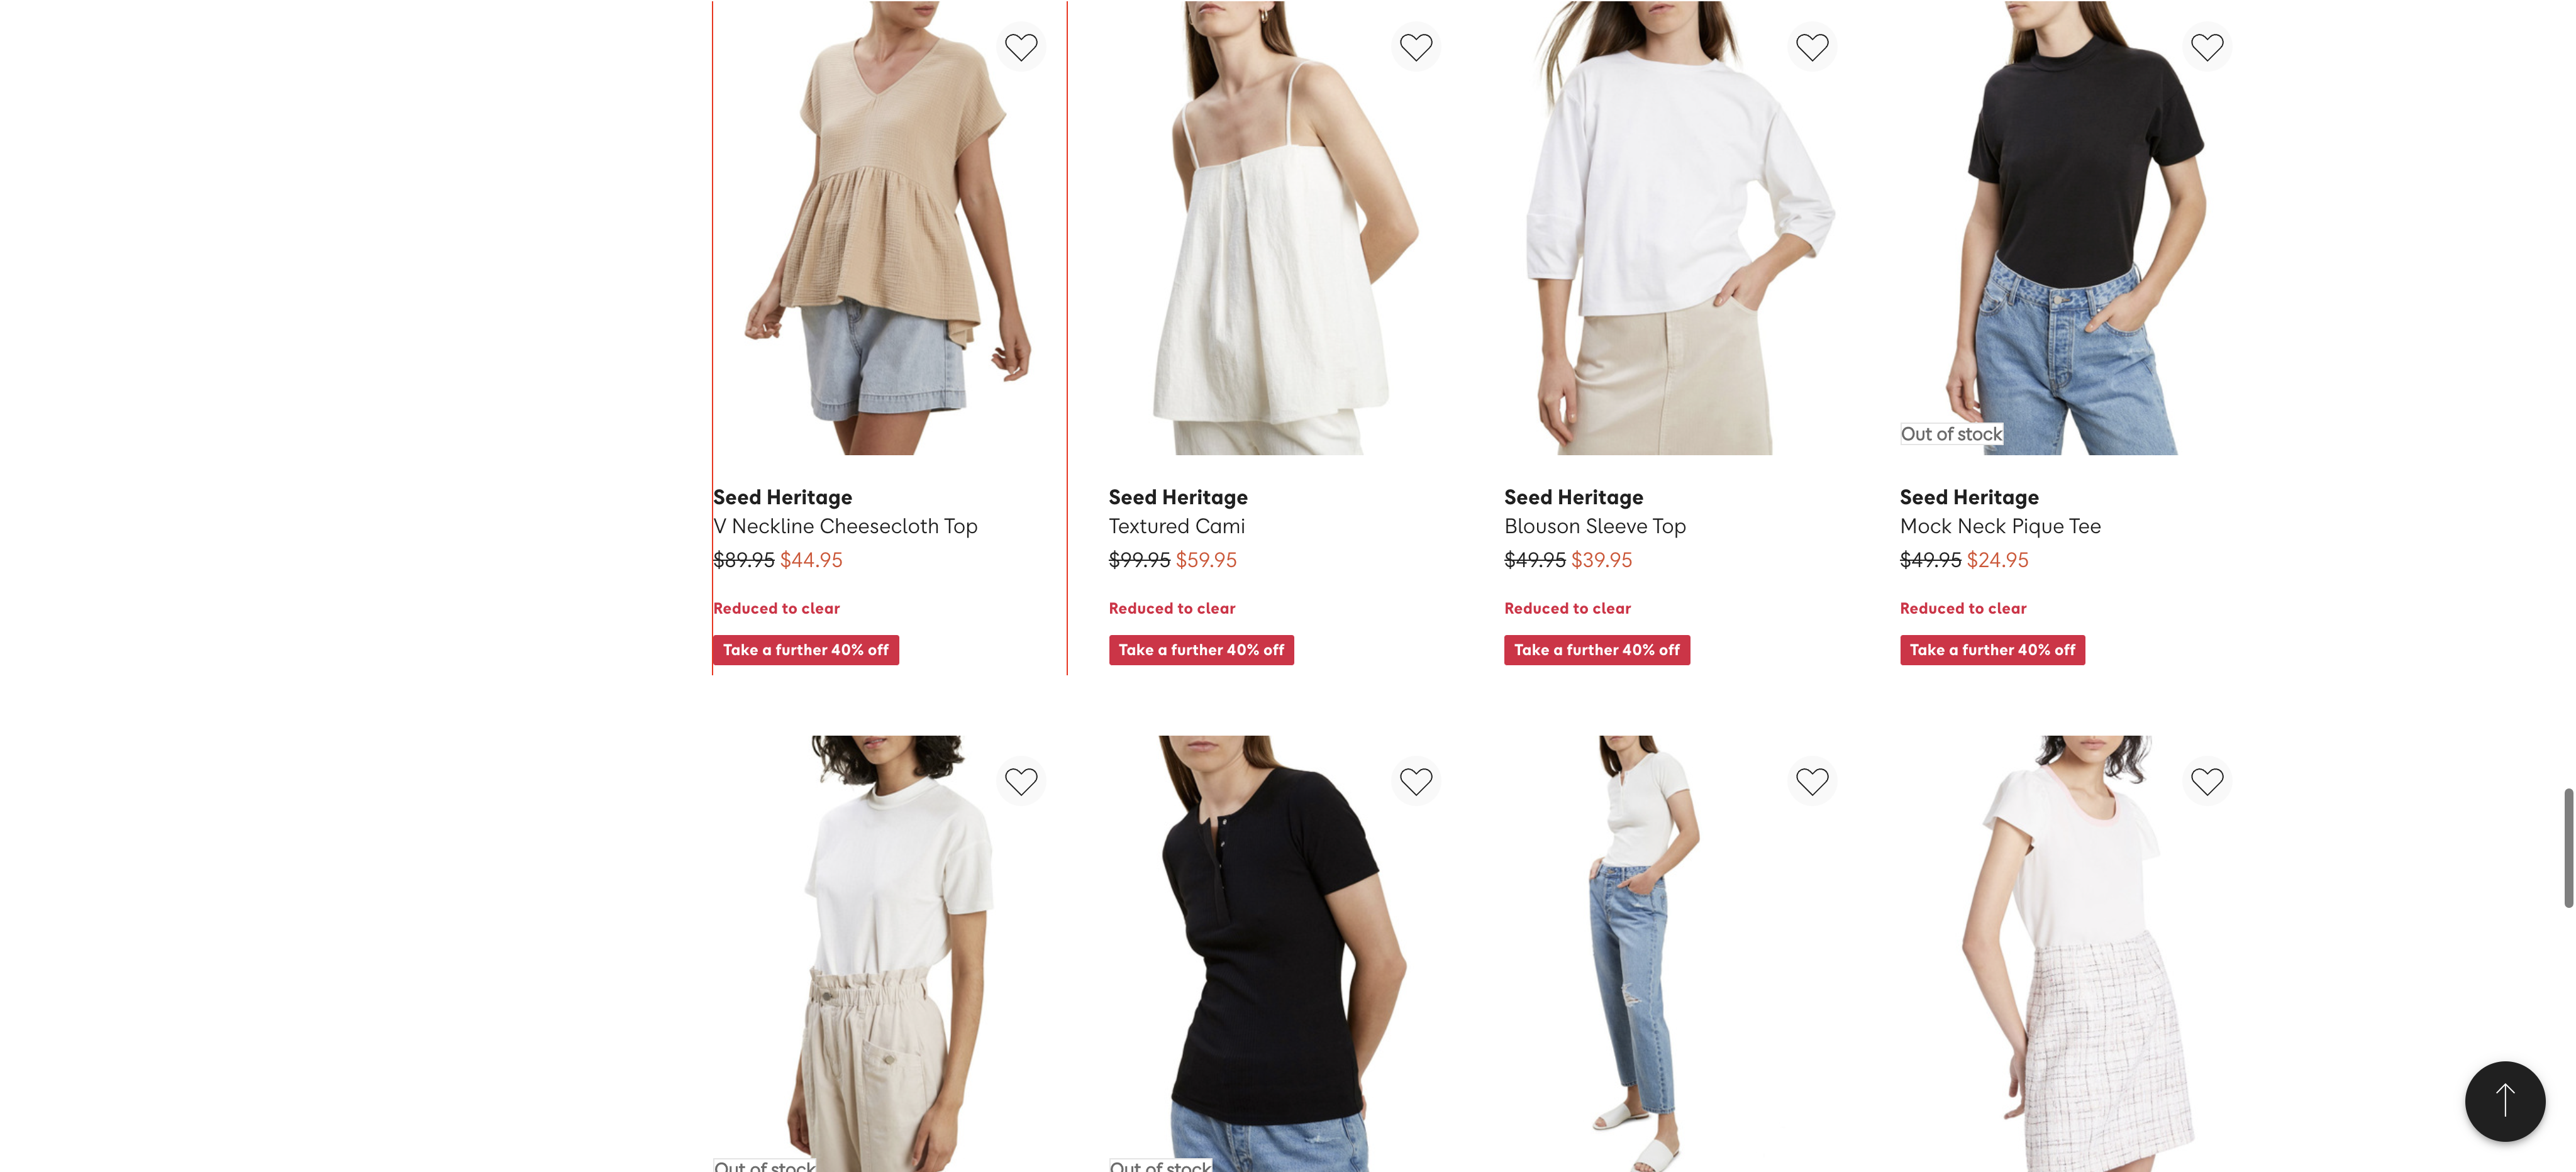 Out of stock
Seed Heritage
V Neckline Cheesecloth Top
$89.95 $44.95
Reduced to clear
Take a further 40% off
Seed Heritage
Textured Cami
$99.95 $59.95
Reduced to clear
Take a further 40% off
Seed Heritage
Blouson Sleeve Top
$49.95 $39.95
Reduced to clear
Take a further 40% off
Seed Heritage
Mock Neck Pique Tee
$49.95 $24.95
Reduced to clear
Take a further 40% off
Out of stock
Out of stock